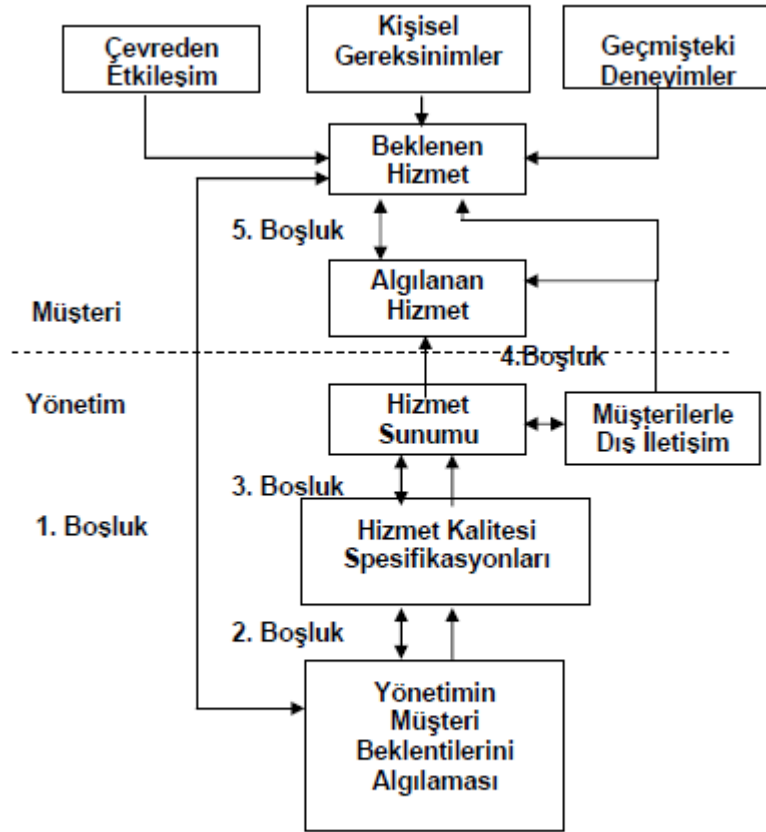 Çevreden
Etkileşim
Kişisel
Gereksinimler
Geçmişteki
Deneyimler
Beklenen
Hizmet
5. Boşluk
Algılanan
Hizmet
Müşteri
4.Boşluk
Yönetim
Hizmet
Sunumu
Müşterilerle
Dış İletişim
3. Boşluk
1. Boşluk
Hizmet Kalitesi
Spesifikasyonları
2. Boşluk
Yönetimin
Müşteri
Beklentilerini
Algılaması